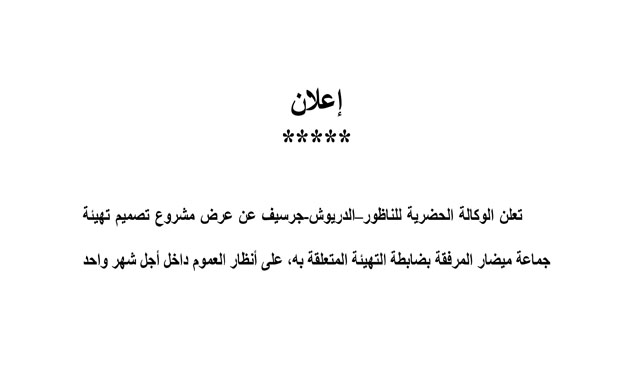 إعلان
*****
تعلن الوكالة الحضرية للناظور–الدريوش-جرسيف عن عرض مشروع تصميم تهيئة
جماعة ميضار المرفقة بضابطة التهيئة المتعلقة به، على أنظار العموم داخل أجل شهر واحد